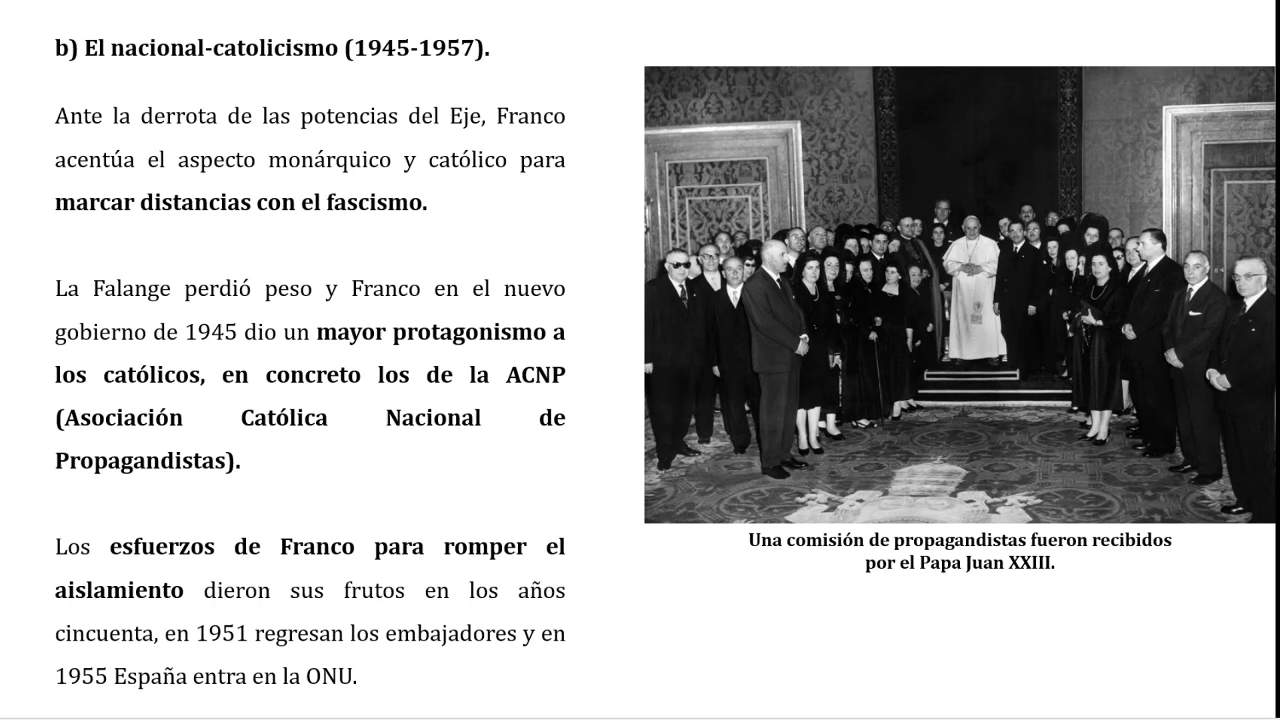 b) El nacional-catolicismo (1945-1957).
Ante la derrota de las potencias del Eje, Franco
acentúa el aspecto monárquico y católico para
marcar distancias con el fascismo.
La Falange perdió peso y Franco en el nuevo
gobierno de 1945 dio un mayor protagonismo a
los católicos, en concreto los de la ACNP
(Asociación Católica Nacional de
Propagandistas).
Los esfuerzos de Franco para romper el
aislamiento dieron sus frutos en los años
cincuenta, en 1951 regresan los embajadores y en
1955 España entra en la ONU.
Una comisión de propagandistas fueron recibidos
por el Papa Juan XXIII.